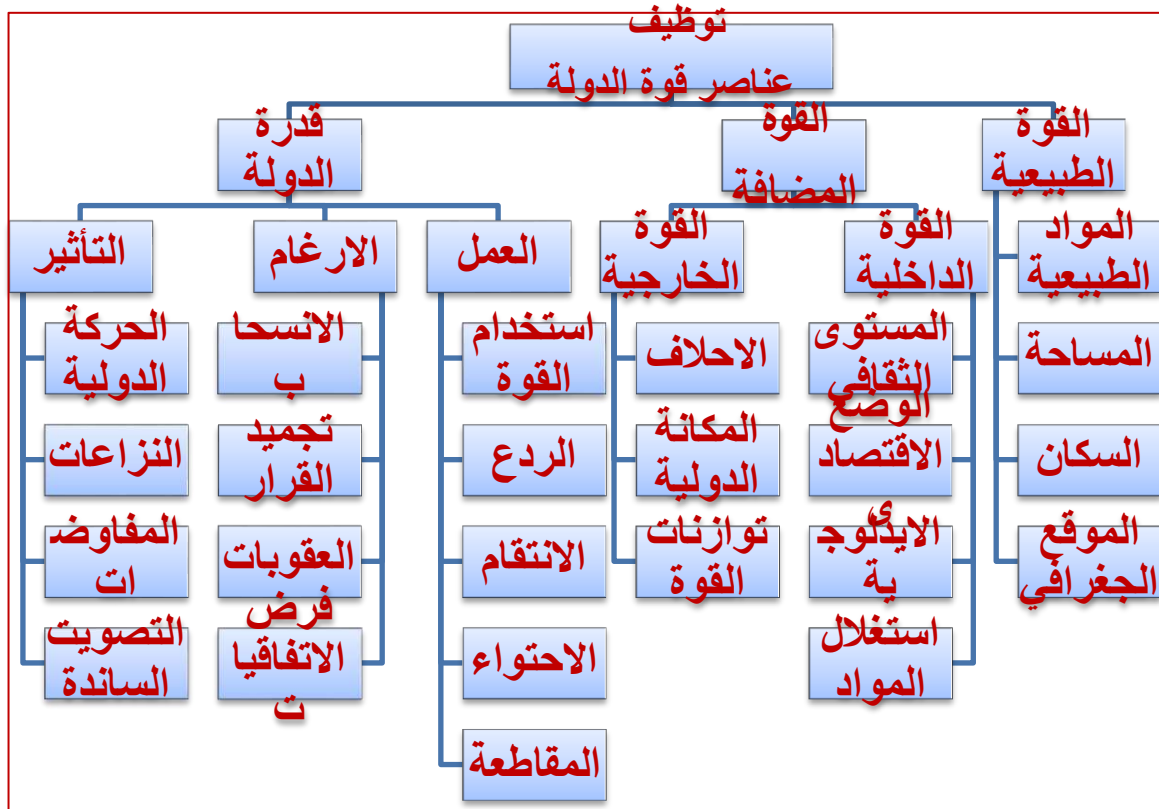 توظيف
عناصر قوة الدولة
القوة
الطبيعية
القوة
المضافة
قدرة
الدولة
المواد
الطبيعية
المساحة
السكان
الموقع
الجغرافي
القوة
الداخلية
المستوى
الثقافي
الوضع
الاقتصاد
ي
الايدلوج
ية
استغلال
المواد
القوة
الخارجية
الاحلاف
المكانة
الدولية
توازنات
القوة
العمل
استخدام
القوة
الردع
الانتقام
الاحتواء
المقاطعة
الارغام
الانسحا
ب
تجميد
القرار
العقوبات
فرض
الاتفاقيا
ت
التأثير
الحركة
الدولية
النزاعات
المفاوض
ات
التصويت
الساندة